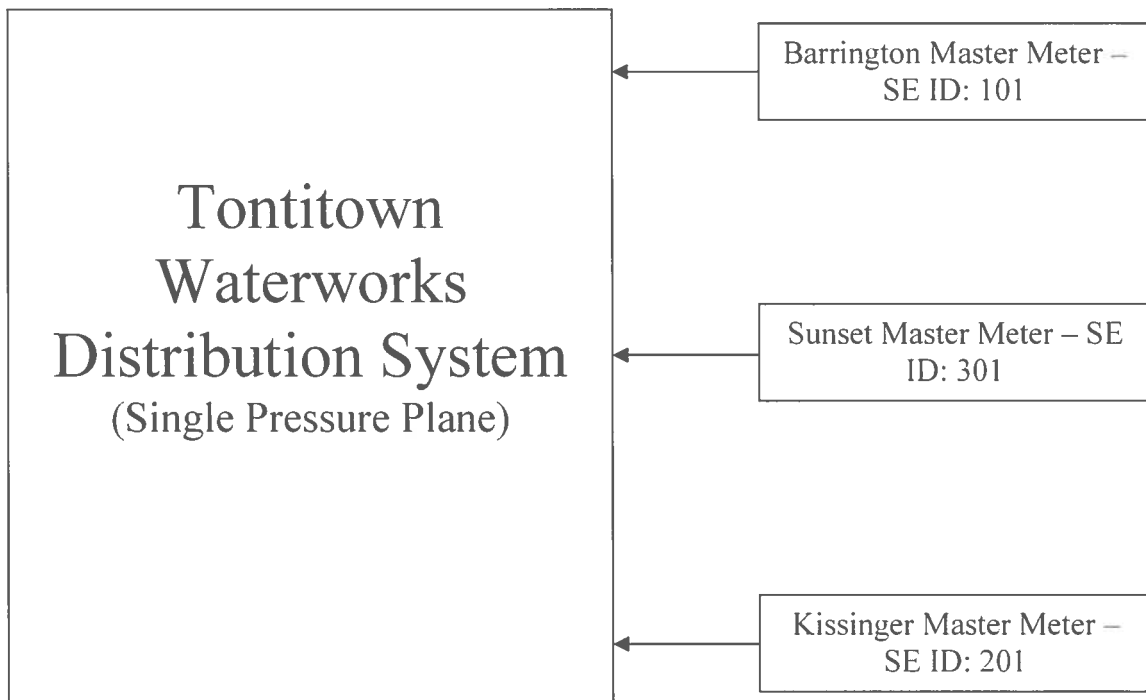 Tontitown
Waterworks
Distribution System
(Single Pressure Plane)
Barrington Master Meter –
SE ID: 101
Sunset Master Meter – SE
ID: 301
Kissinger Master Meter –
SE ID: 201